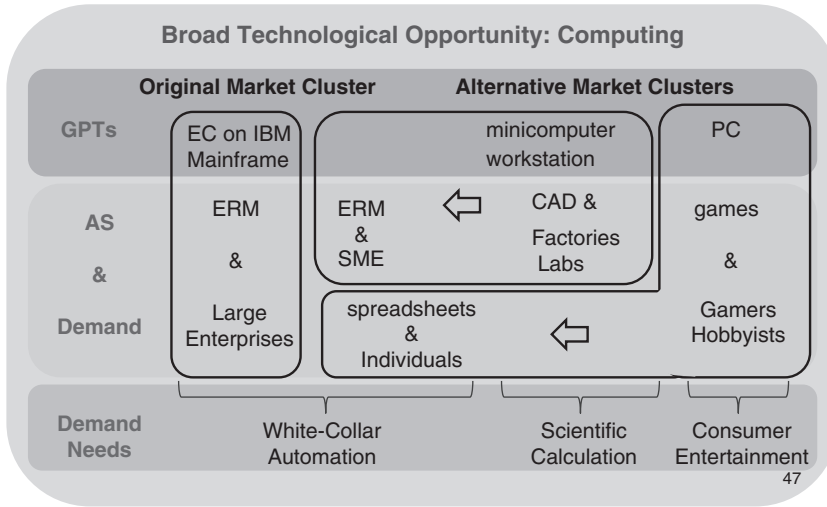 Broad Technological Opportunity: Computing
Original Market Cluster
Alternative Market Clusters
GPTs
EC on IBM
Mainframe
minicomputer
workstation
PC
AS
&
Demand
ERM
&
Large
Enterprises
ERM
&
SME
CAD &
Factories
Labs
games
&
Gamers
Hobbyists
spreadsheets
&
Individuals
Demand
Needs
White-Collar
Automation
Scientific
Calculation
Consumer
Entertainment
47